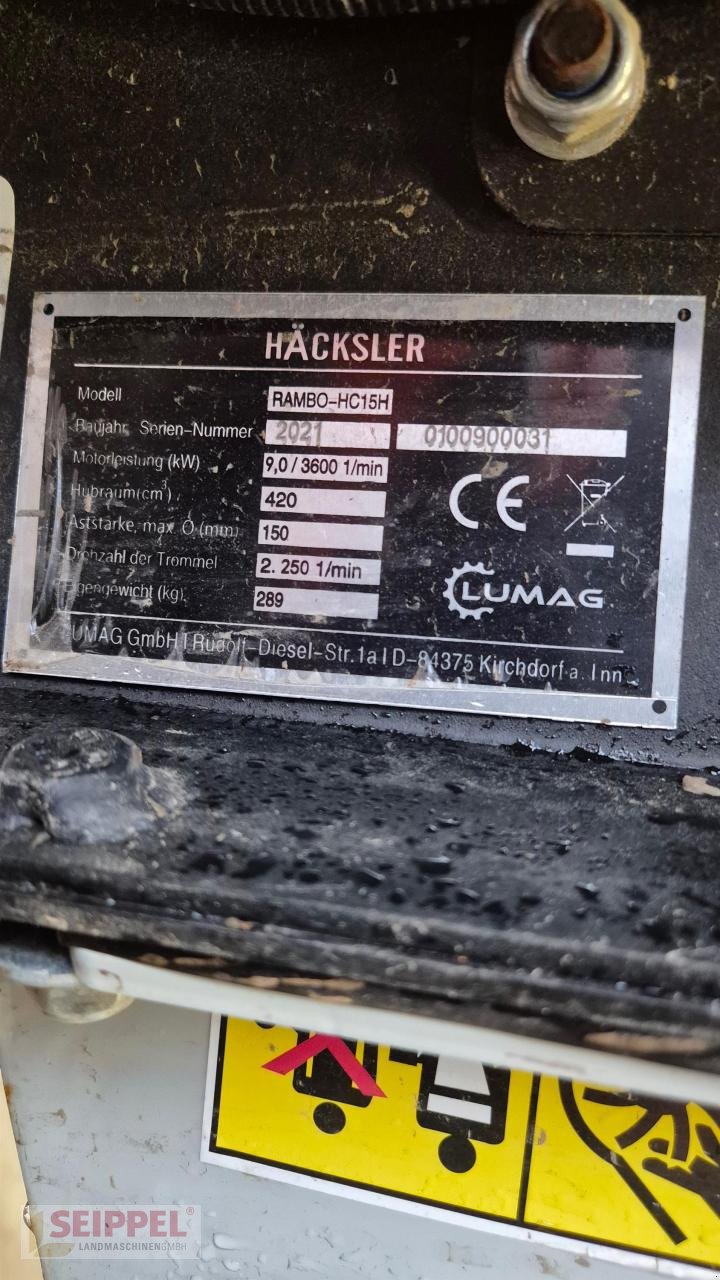 HÄCKSLER
Modell RAMBO-HC15H
Baujahr Serien-Nummer 2021 0100900031
Motorleistung (kW) 9,0 / 3600 1/min
Hubraum(cm³) 420
Aststärke, max. Ø (mm) 150
Drehzahl der Trommel 2. 250 1/min
Eigengewicht (kg) 289
CE
LUMAG
LUMAG GmbH | Rudolf-Diesel-Str.1a | D-84375 Kirchdorf a. Inn
SEIPPEL®
LANDMASCHINEN GMBH